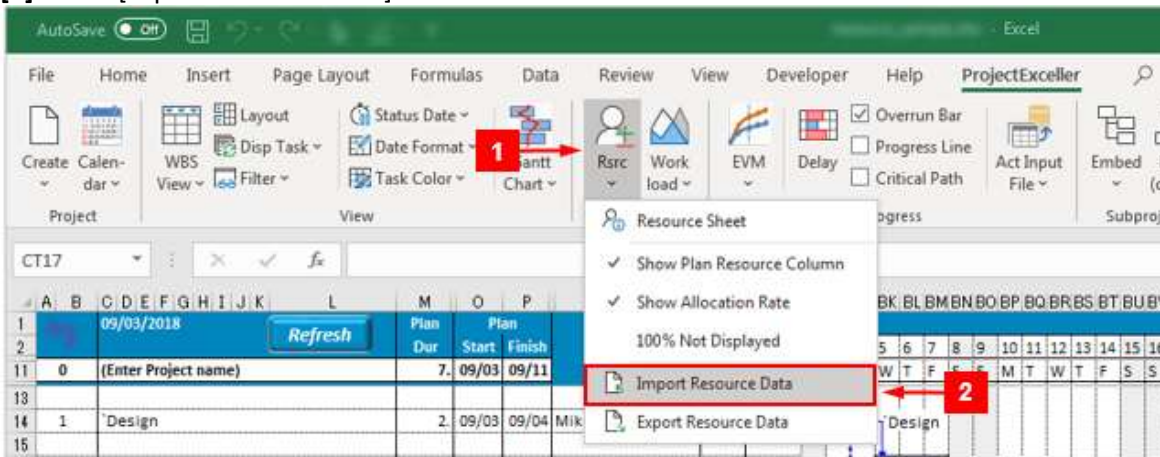 AutoSave Off - Excel
File Home Insert Page Layout Formulas Data Review View Developer Help ProjectExceller
Layout Status Date Overrun Bar
Disp Task Date Format 1 Progress Line
Create Calen- WBS Gantt Rsrc Work EVM Delay Act Input Embed
dar View Filter Task Color Chart load Critical Path File
Project View Subproj
Resource Sheet
CT17 fx
Show Plan Resource Column
A B C D E F G H I J K L M O P Show Allocation Rate BK BL BM BN BO BP BQ BR BS BT BU
1 09/03/2018 Refresh Plan Plan
2 Dur Start Finish 100% Not Displayed 5 6 7 8 9 10 11 12 13 14 15 16
11 0 (Enter Project name) 7. 09/03 09/11 Import Resource Data 2 W T F S S M T W T F S S
13
14 1 `Design 2. 09/03 09/04 Mik Export Resource Data `Design
15